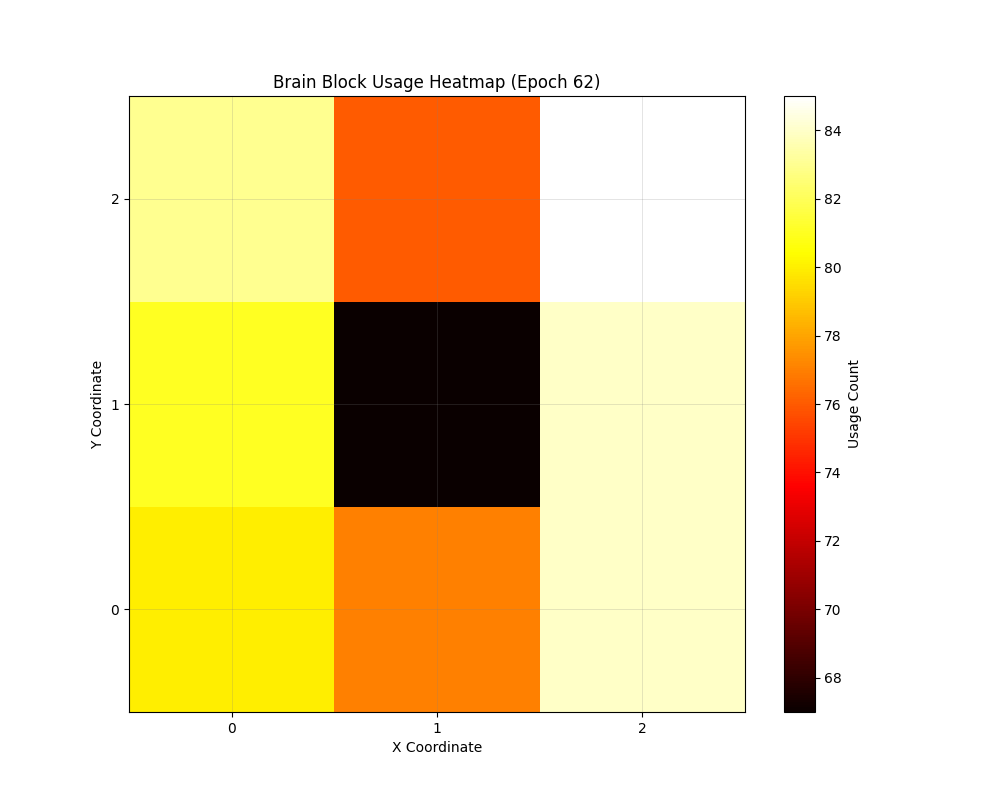 Brain Block Usage Heatmap (Epoch 62)
2
1
0
Y Coordinate
0 1 2
X Coordinate
84
82
80
78
76
74
72
70
68
Usage Count